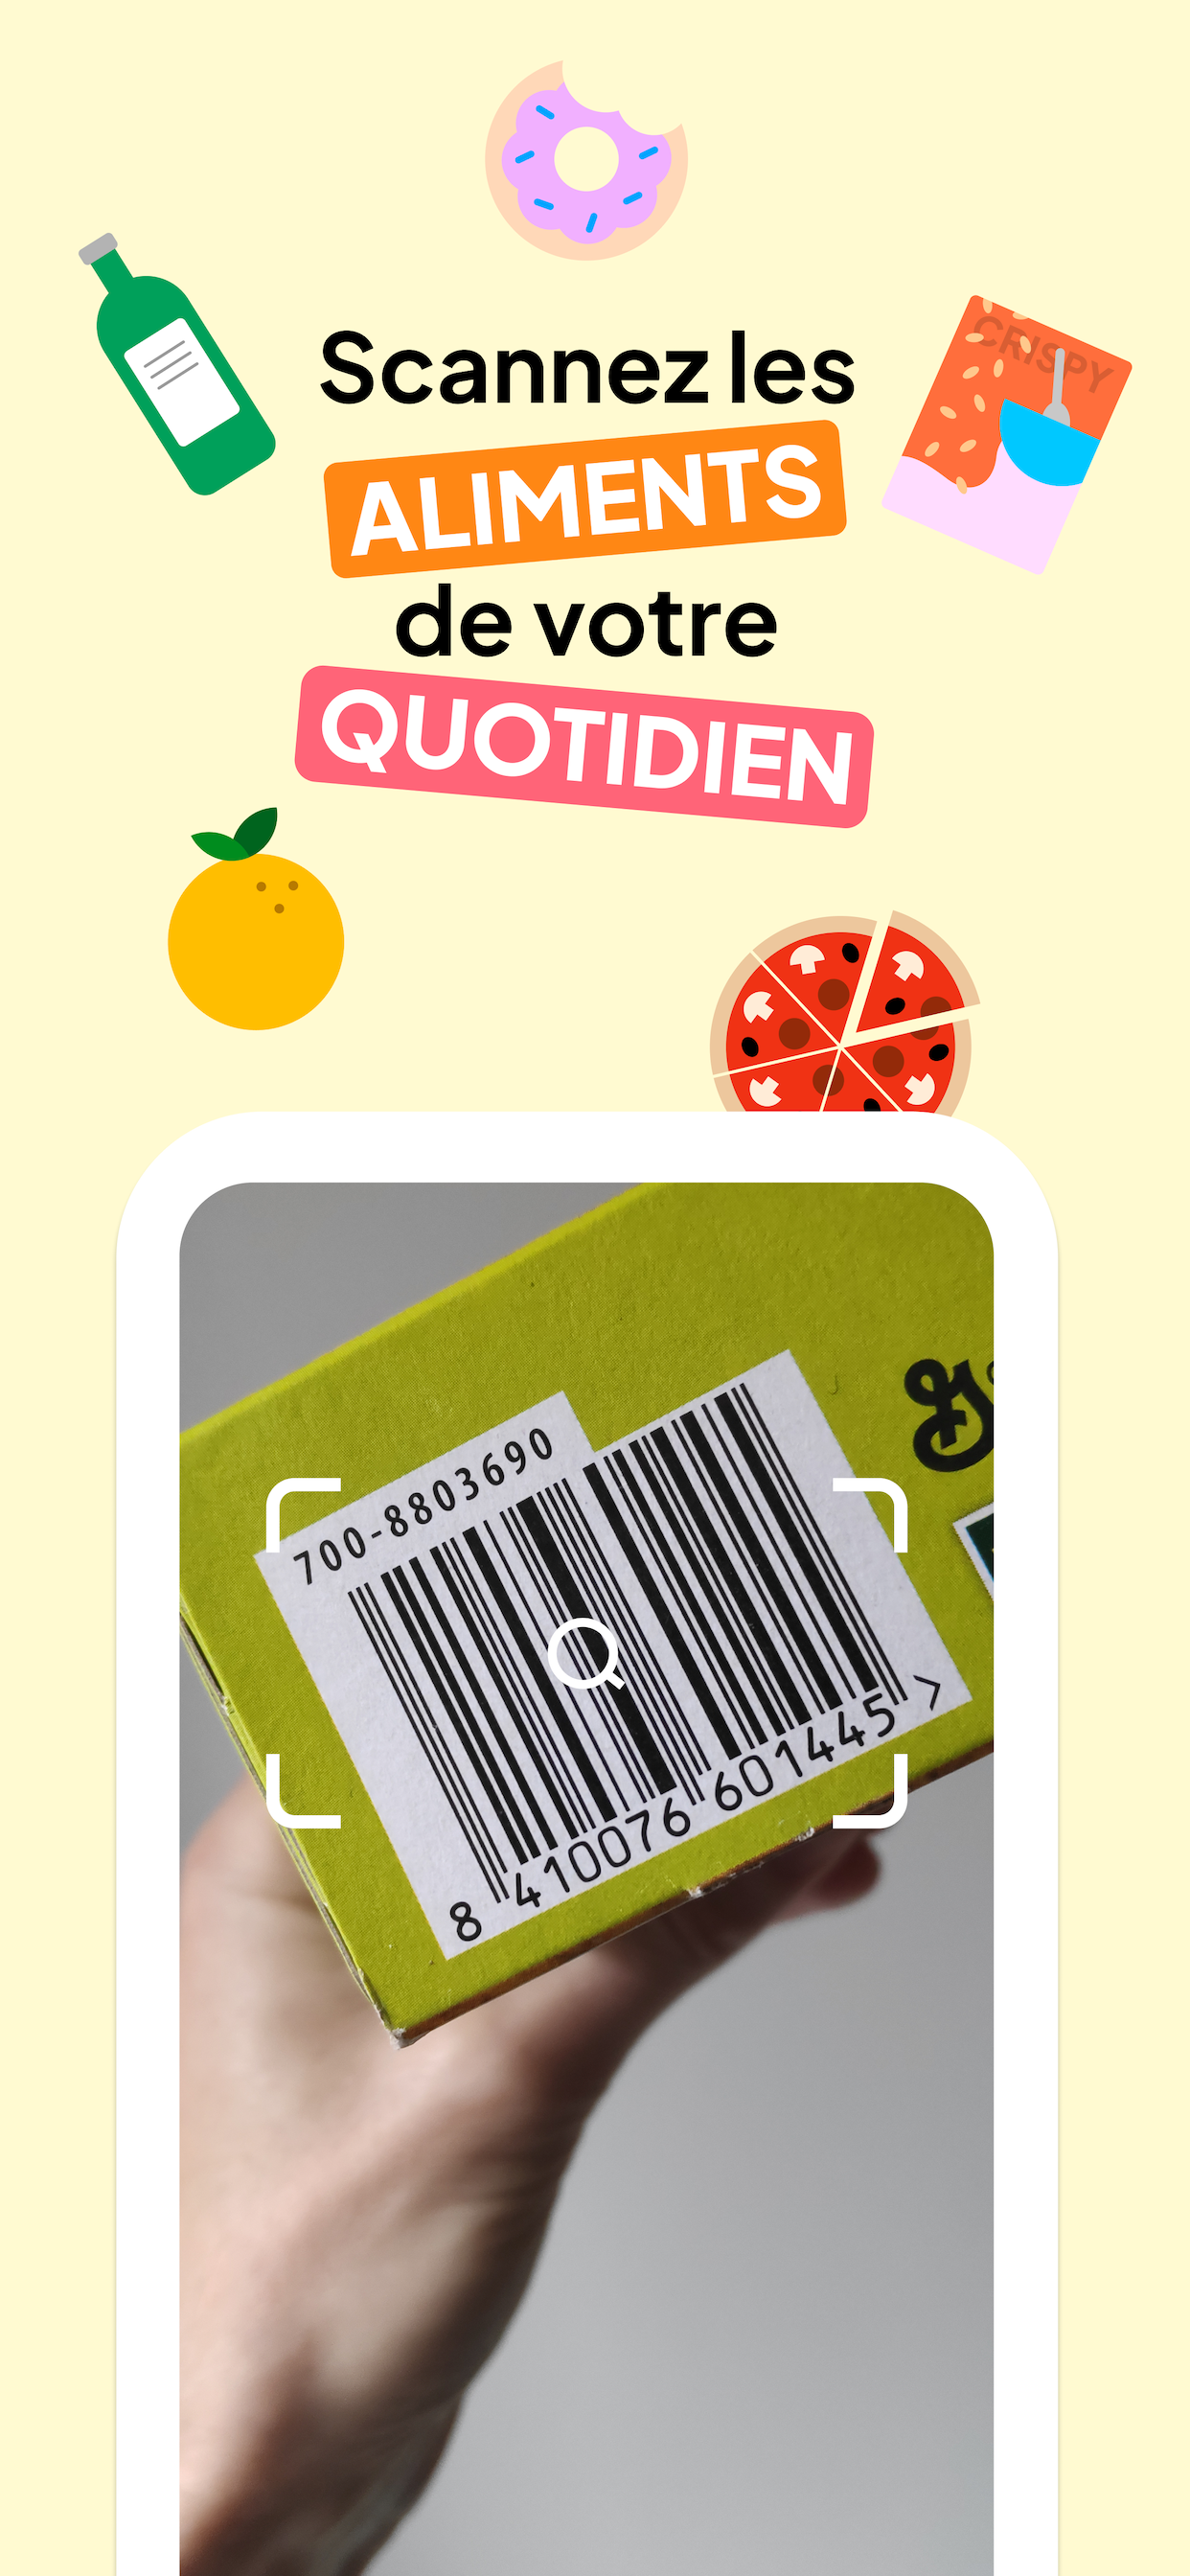 Scannez les
CRISPY
ALIMENTS
de votre
QUOTIDIEN
700-8803690
8 410076 601445 >